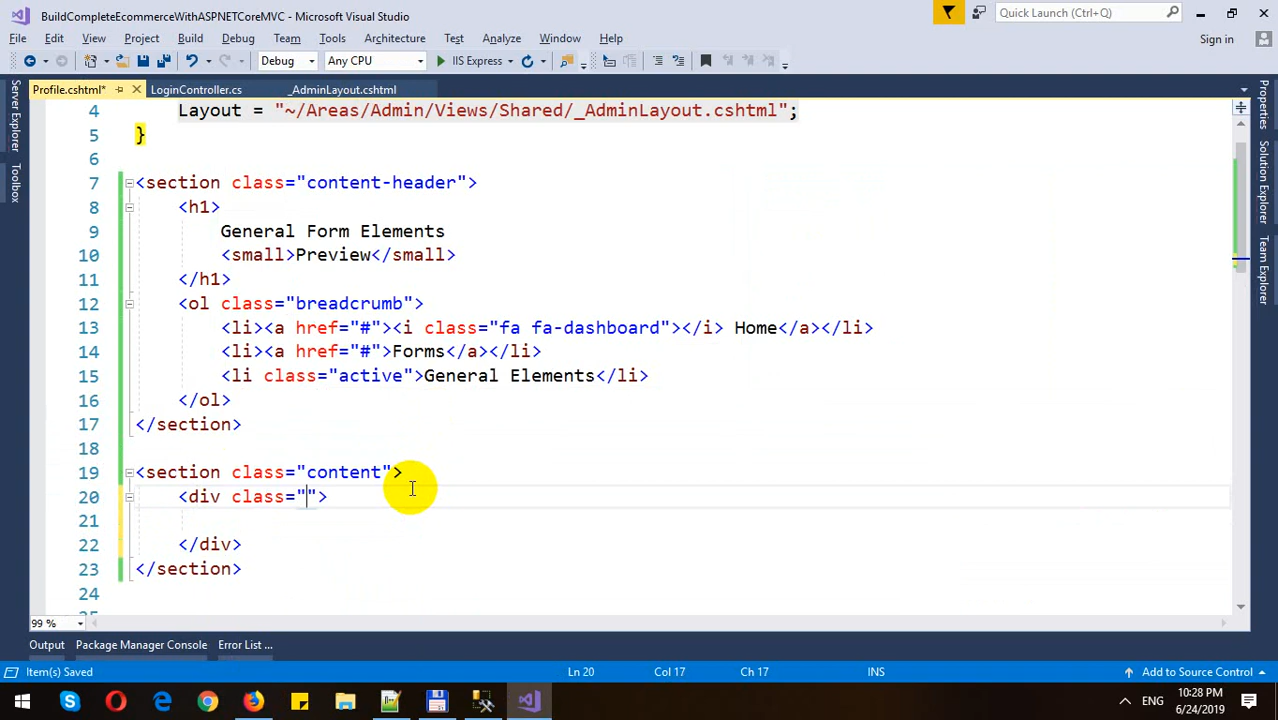 BuildCompleteEcommerceWithASPNETCoreMVC - Microsoft Visual Studio
Quick Launch (Ctrl+Q)
File Edit View Project Build Debug Team Tools Architecture Test Analyze Window Help
Sign in
Debug Any CPU IIS Express
Profile.cshtml* LoginController.cs _AdminLayout.cshtml
Server Explorer
Toolbox
Properties
Solution Explorer
Team Explorer
4 Layout = "~/Areas/Admin/Views/Shared/_AdminLayout.cshtml";
5 }
6
7 <section class="content-header">
8 <h1>
9 General Form Elements
10 <small>Preview</small>
11 </h1>
12 <ol class="breadcrumb">
13 <li><a href="#"><i class="fa fa-dashboard"></i> Home</a></li>
14 <li><a href="#">Forms</a></li>
15 <li class="active">General Elements</li>
16 </ol>
17 </section>
18
19 <section class="content">
20 <div class="">
21
22 </div>
23 </section>
24
99 %
Output Package Manager Console Error List ...
Item(s) Saved Ln 20 Col 17 Ch 17 INS Add to Source Control
ENG 10:28 PM
6/24/2019